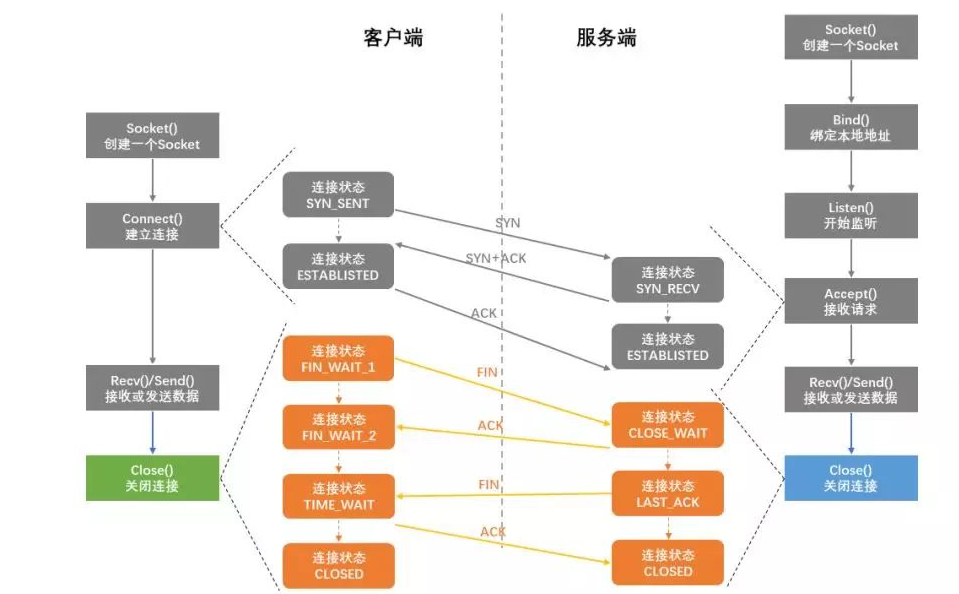 客户端
服务端
Socket()
创建一个Socket
Connect()
建立连接
Recv()/Send()
接收或发送数据
Close()
关闭连接
连接状态
SYN_SENT
连接状态
ESTABLISTED
连接状态
FIN_WAIT_1
连接状态
FIN_WAIT_2
连接状态
TIME_WAIT
连接状态
CLOSED
SYN
SYN+ACK
ACK
FIN
ACK
FIN
ACK
连接状态
SYN_RECV
连接状态
ESTABLISTED
连接状态
CLOSE_WAIT
连接状态
LAST_ACK
连接状态
CLOSED
Socket()
创建一个Socket
Bind()
绑定本地地址
Listen()
开始监听
Accept()
接收请求
Recv()/Send()
接收或发送数据
Close()
关闭连接